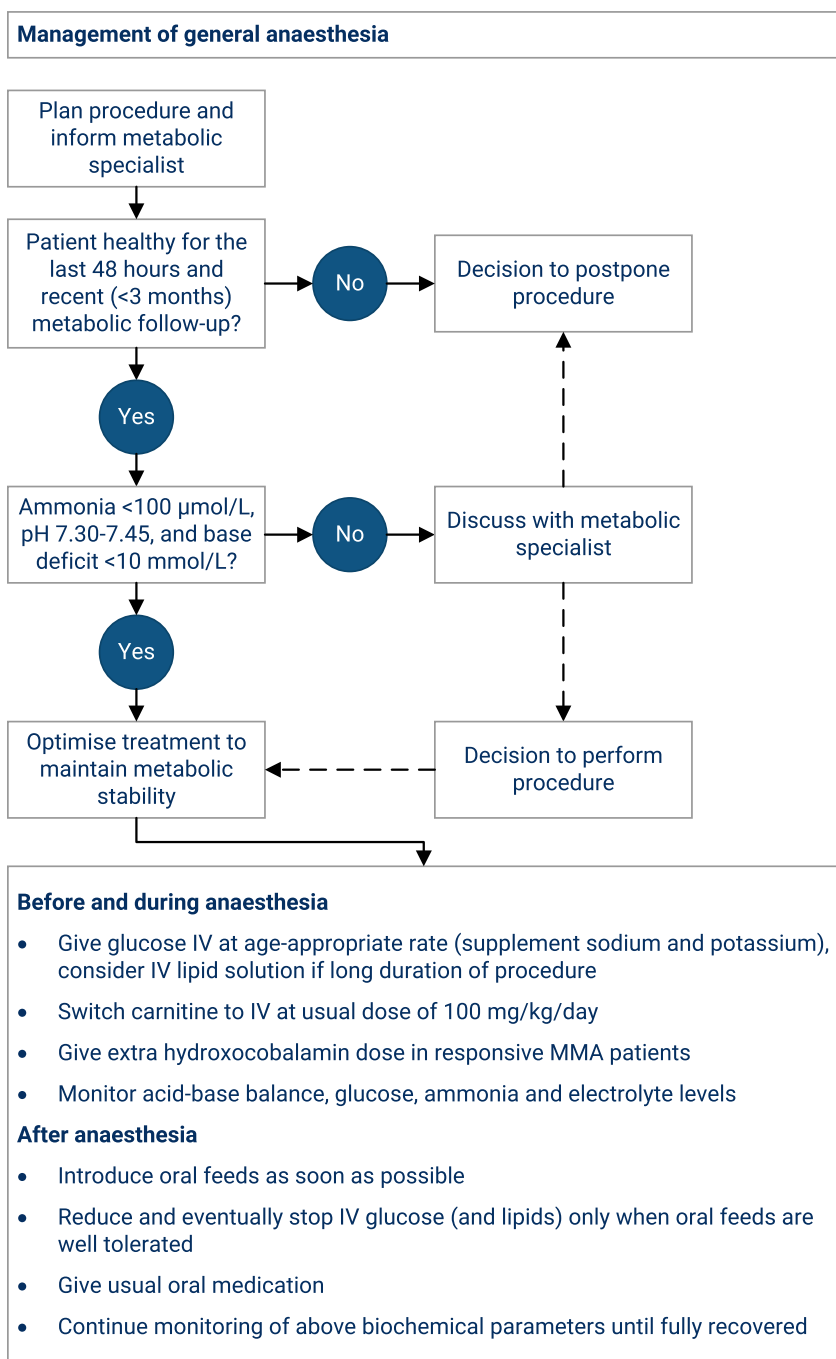 Management of general anaesthesia
Plan procedure and
inform metabolic
specialist
Patient healthy for the
last 48 hours and
recent (<3 months)
metabolic follow-up?
No
Decision to postpone
procedure
Yes
Ammonia <100 µmol/L,
pH 7.30-7.45, and base
deficit <10 mmol/L?
No
Discuss with metabolic
specialist
Yes
Optimise treatment to
maintain metabolic
stability
Decision to perform
procedure
Before and during anaesthesia
• Give glucose IV at age-appropriate rate (supplement sodium and potassium),
consider IV lipid solution if long duration of procedure
• Switch carnitine to IV at usual dose of 100 mg/kg/day
• Give extra hydroxocobalamin dose in responsive MMA patients
• Monitor acid-base balance, glucose, ammonia and electrolyte levels
After anaesthesia
• Introduce oral feeds as soon as possible
• Reduce and eventually stop IV glucose (and lipids) only when oral feeds are
well tolerated
• Give usual oral medication
• Continue monitoring of above biochemical parameters until fully recovered